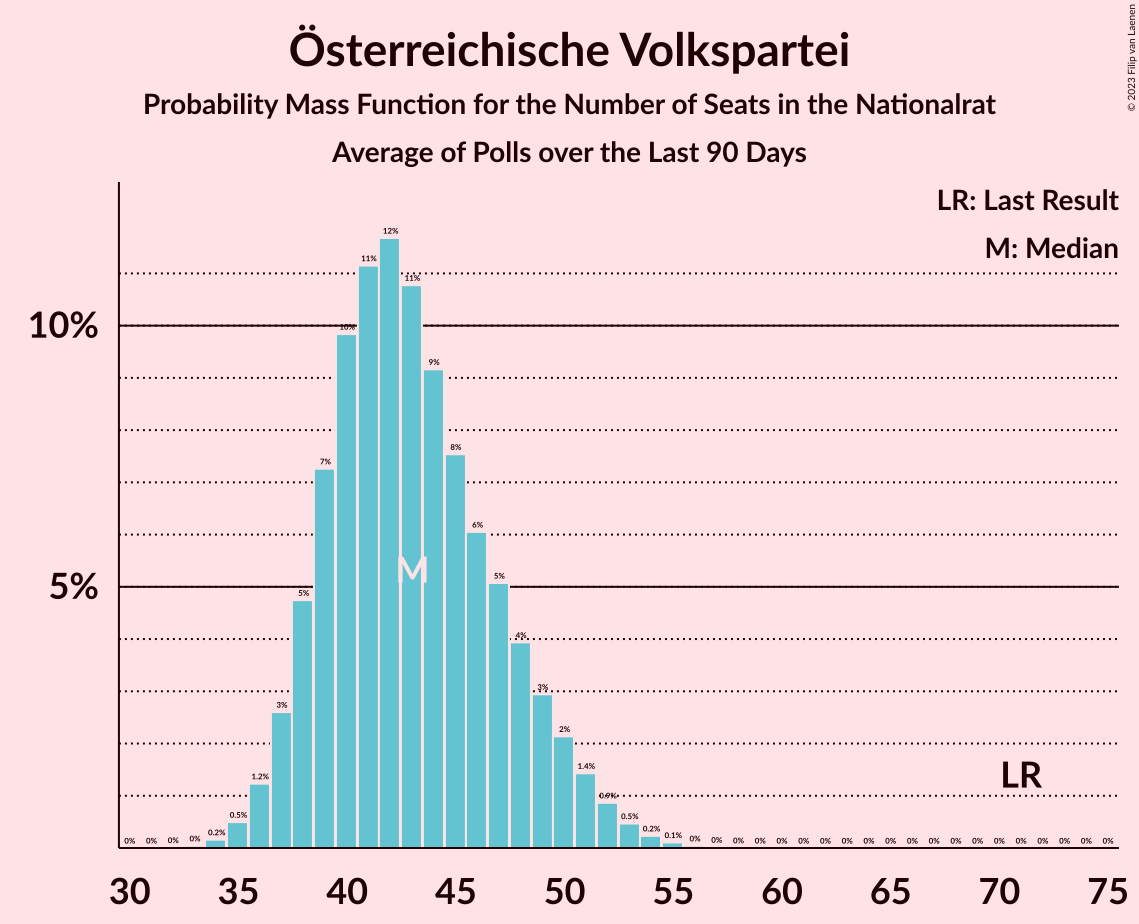 Österreichische Volkspartei
Probability Mass Function for the Number of Seats in the Nationalrat
Average of Polls over the Last 90 Days
© 2023 Filip van Laenen
LR: Last Result
M: Median
10%
5%
0% 0% 0% 0% 0.2% 0.5% 1.2% 3% 5% 7% 10% 11% 12% 11% 9% 8% 6% 5% 4% 3% 2% 1.4% 0.9% 0.5% 0.2% 0.1% 0% 0% 0% 0% 0% 0% 0% 0% 0% 0% 0% 0% 0% 0% 0% 0% 0% 0% 0% 0%
M
LR
30 35 40 45 50 55 60 65 70 75